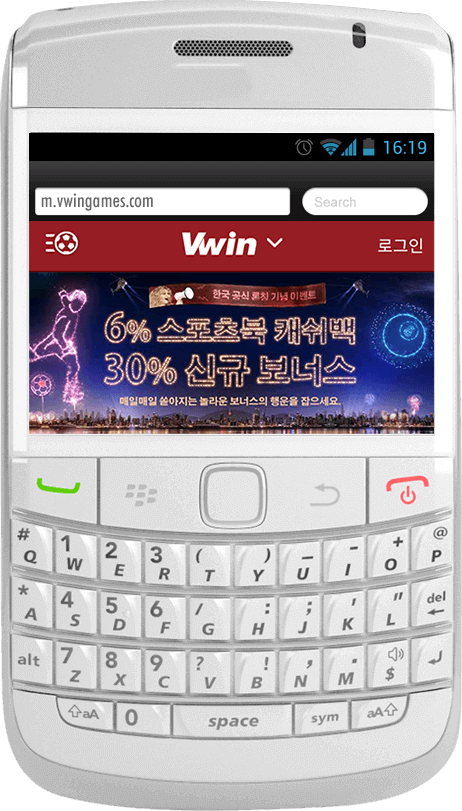 16:19
m.vwingames.com
Search
Vwin
로그인
한국 공식 론칭 기념 이벤트
6% 스포츠북 캐쉬백
30% 신규 보너스
매일매일 쏟아지는 놀라운 보너스의 행운을 잡으세요.
# Q 1 W 2 E 3 R ( T ) Y _ U - I + O @ P
* A 4 S 5 D 6 F / G : H ; J ' K " L del
alt 7 Z 8 X 9 C ? V ! B , N . M $
aA 0 space sym aA